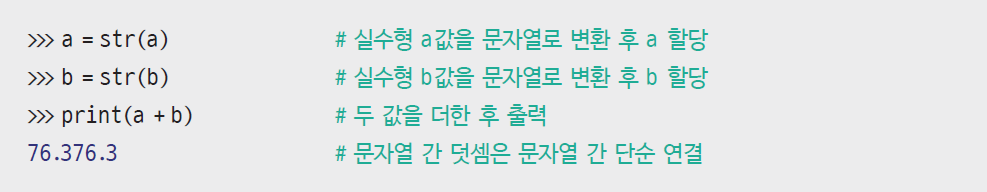 >>> a = str(a) # 실수형 a값을 문자열로 변환 후 a 할당
>>> b = str(b) # 실수형 b값을 문자열로 변환 후 b 할당
>>> print(a + b) # 두 값을 더한 후 출력
76.376.3 # 문자열 간 덧셈은 문자열 간 단순 연결